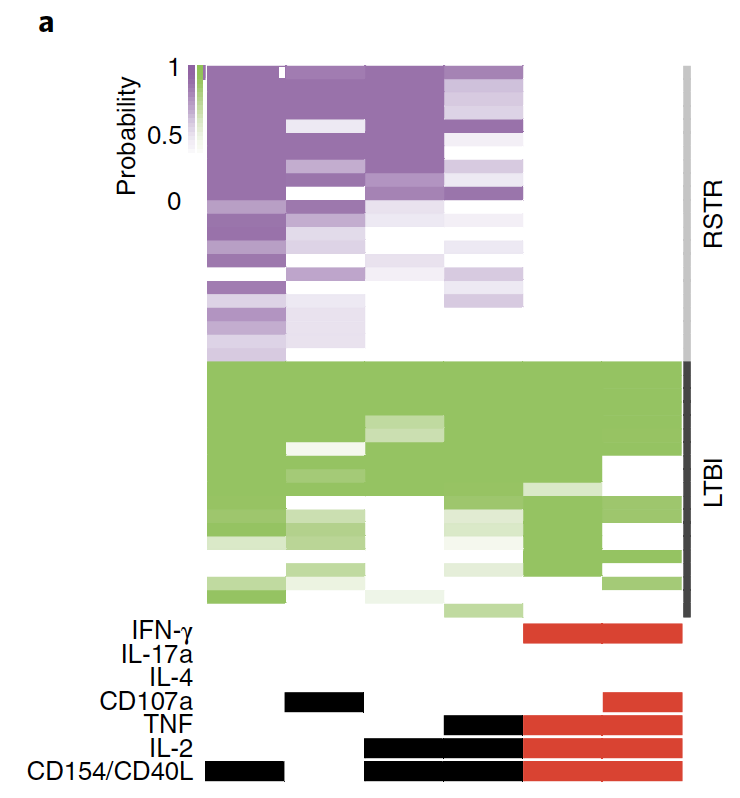 a
Probability
1
0.5
0
RSTR
LTBI
IFN-γ
IL-17a
IL-4
CD107a
TNF
IL-2
CD154/CD40L